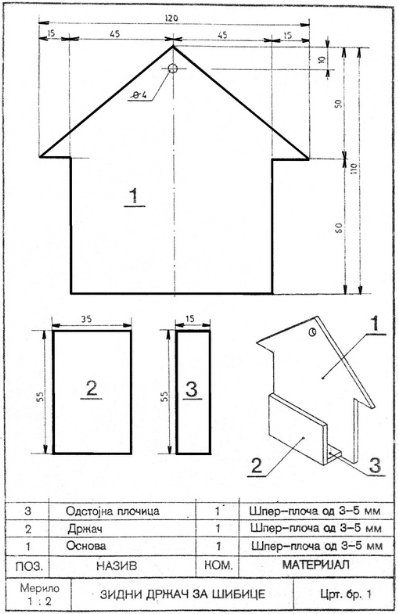 120
15 45 45 15
10
ø4
50
110
60
1
35
15
55
2
55
3
1
2
3
3 Одстојна плочица 1 Шпер-плоча од 3-5 мм
2 Држач 1 Шпер-плоча од 3-5 мм
1 Основа 1 Шпер-плоча од 3-5 мм
ПОЗ. НАЗИВ КОМ. МАТЕРИЈАЛ
Мерило
1 : 2
ЗИДНИ ДРЖАЧ ЗА ШИБИЦЕ
Црт. бр. 1